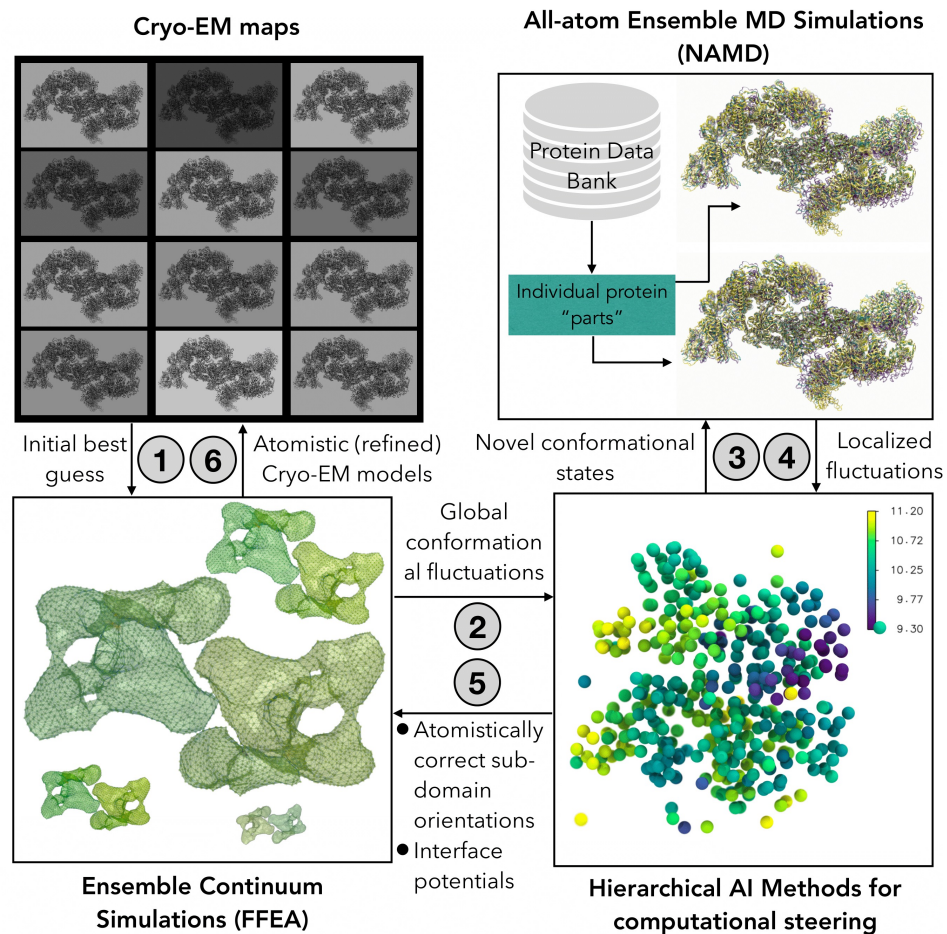 Cryo-EM maps
All-atom Ensemble MD Simulations
(NAMD)
Protein Data
Bank
Individual protein
“parts”
Initial best
guess
1
6
Atomistic (refined)
Cryo-EM models
Novel conformational
states
3
4
Localized
fluctuations
Global
conformation
al fluctuations
2
5
Atomistically
correct sub-
domain
orientations
Interface
potentials
11.20
10.72
10.25
9.77
9.30
Ensemble Continuum
Simulations (FFEA)
Hierarchical AI Methods for
computational steering